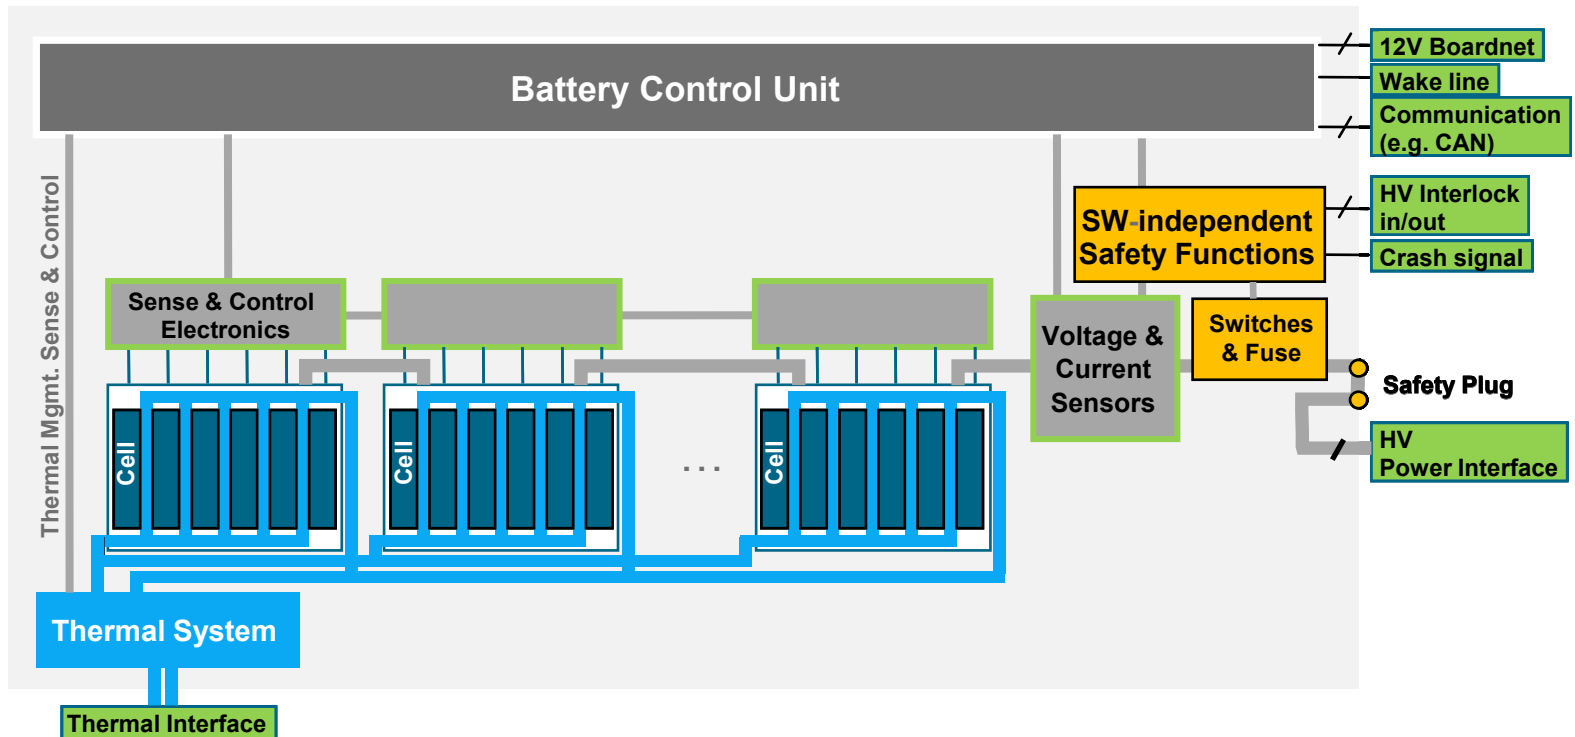 Battery Control Unit
12V Boardnet
Wake line
Communication
(e.g. CAN)
Thermal Mgmt. Sense & Control
SW-independent
Safety Functions
HV Interlock
in/out
Crash signal
Sense & Control
Electronics
Voltage &
Current
Sensors
Switches
& Fuse
Safety Plug
Cell
Cell
...
Cell
HV
Power Interface
Thermal System
Thermal Interface